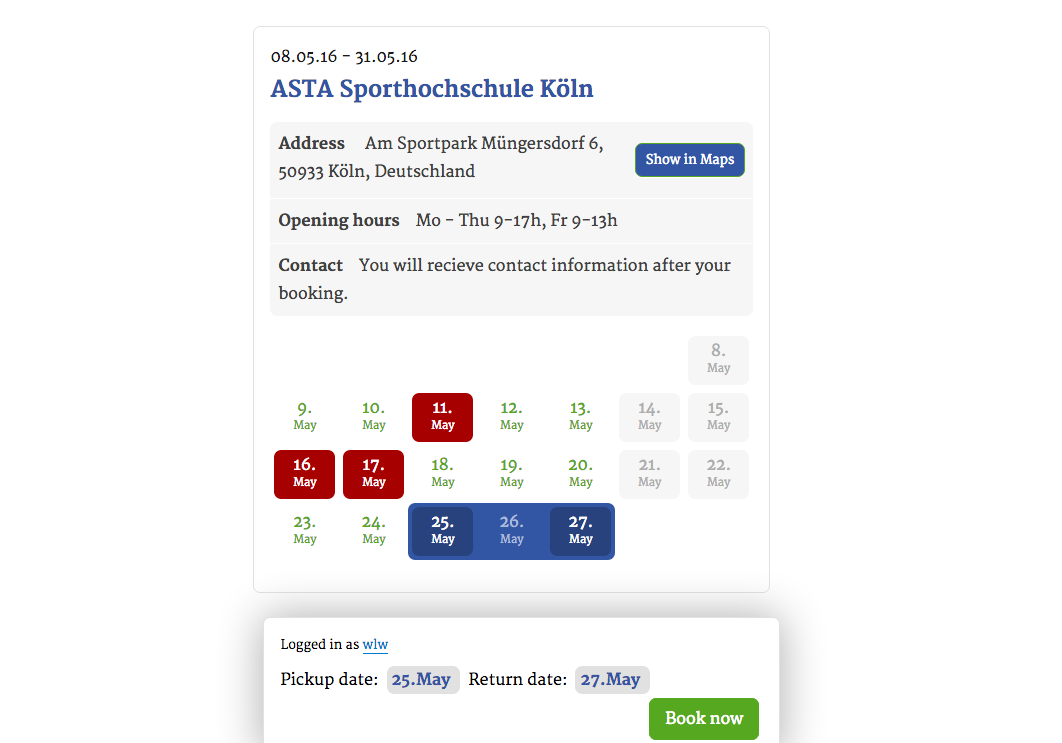 08.05.16 – 31.05.16
ASTA Sporthochschule Köln
Address Am Sportpark Müngersdorf 6,
50933 Köln, Deutschland
Show in Maps
Opening hours Mo – Thu 9–17h, Fr 9–13h
Contact You will recieve contact information after your
booking.
8.
May
9. 10. 11. 12. 13. 14. 15.
May May May May May May May
16. 17. 18. 19. 20. 21. 22.
May May May May May May May
23. 24. 25. 26. 27.
May May May May May
Logged in as wlw
Pickup date: 25.May Return date: 27.May
Book now